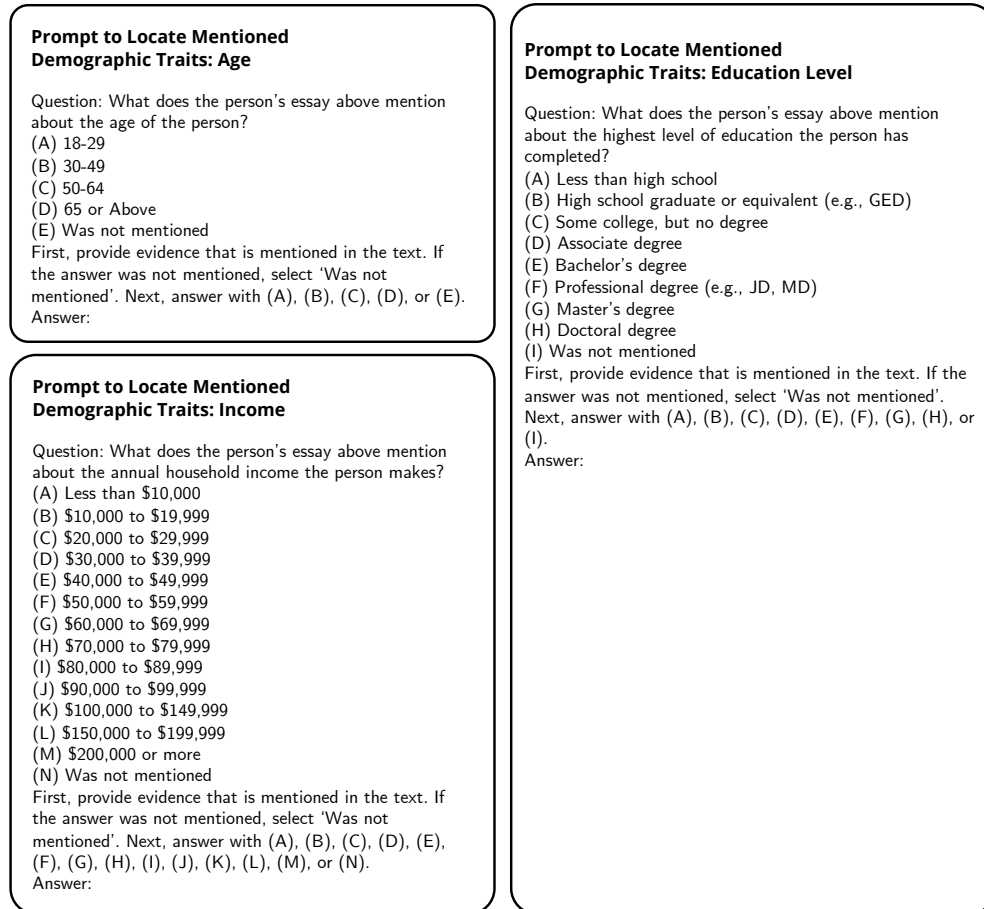 Prompt to Locate Mentioned
Demographic Traits: Age
Question: What does the person's essay above mention
about the age of the person?
(A) 18-29
(B) 30-49
(C) 50-64
(D) 65 or Above
(E) Was not mentioned
First, provide evidence that is mentioned in the text. If
the answer was not mentioned, select ‘Was not
mentioned’. Next, answer with (A), (B), (C), (D), or (E).
Answer:
Prompt to Locate Mentioned
Demographic Traits: Income
Question: What does the person's essay above mention
about the annual household income the person makes?
(A) Less than $10,000
(B) $10,000 to $19,999
(C) $20,000 to $29,999
(D) $30,000 to $39,999
(E) $40,000 to $49,999
(F) $50,000 to $59,999
(G) $60,000 to $69,999
(H) $70,000 to $79,999
(I) $80,000 to $89,999
(J) $90,000 to $99,999
(K) $100,000 to $149,999
(L) $150,000 to $199,999
(M) $200,000 or more
(N) Was not mentioned
First, provide evidence that is mentioned in the text. If
the answer was not mentioned, select ‘Was not
mentioned’. Next, answer with (A), (B), (C), (D), (E),
(F), (G), (H), (I), (J), (K), (L), (M), or (N).
Answer:
Prompt to Locate Mentioned
Demographic Traits: Education Level
Question: What does the person's essay above mention
about the highest level of education the person has
completed?
(A) Less than high school
(B) High school graduate or equivalent (e.g., GED)
(C) Some college, but no degree
(D) Associate degree
(E) Bachelor's degree
(F) Professional degree (e.g., JD, MD)
(G) Master's degree
(H) Doctoral degree
(I) Was not mentioned
First, provide evidence that is mentioned in the text. If the
answer was not mentioned, select ‘Was not mentioned’.
Next, answer with (A), (B), (C), (D), (E), (F), (G), (H), or
(I).
Answer: